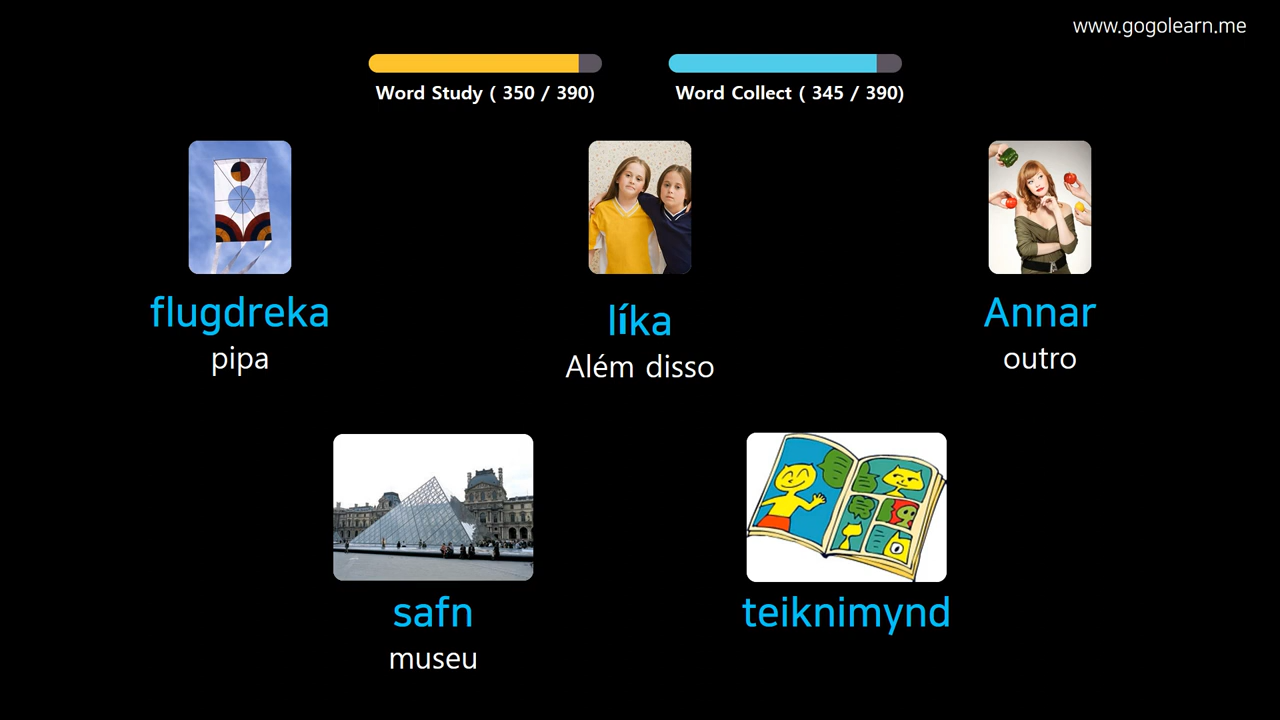 www.gogolearn.me
Word Study ( 350 / 390)
Word Collect ( 345 / 390)
flugdreka
pipa
líka
Além disso
Annar
outro
safn
museu
teiknimynd